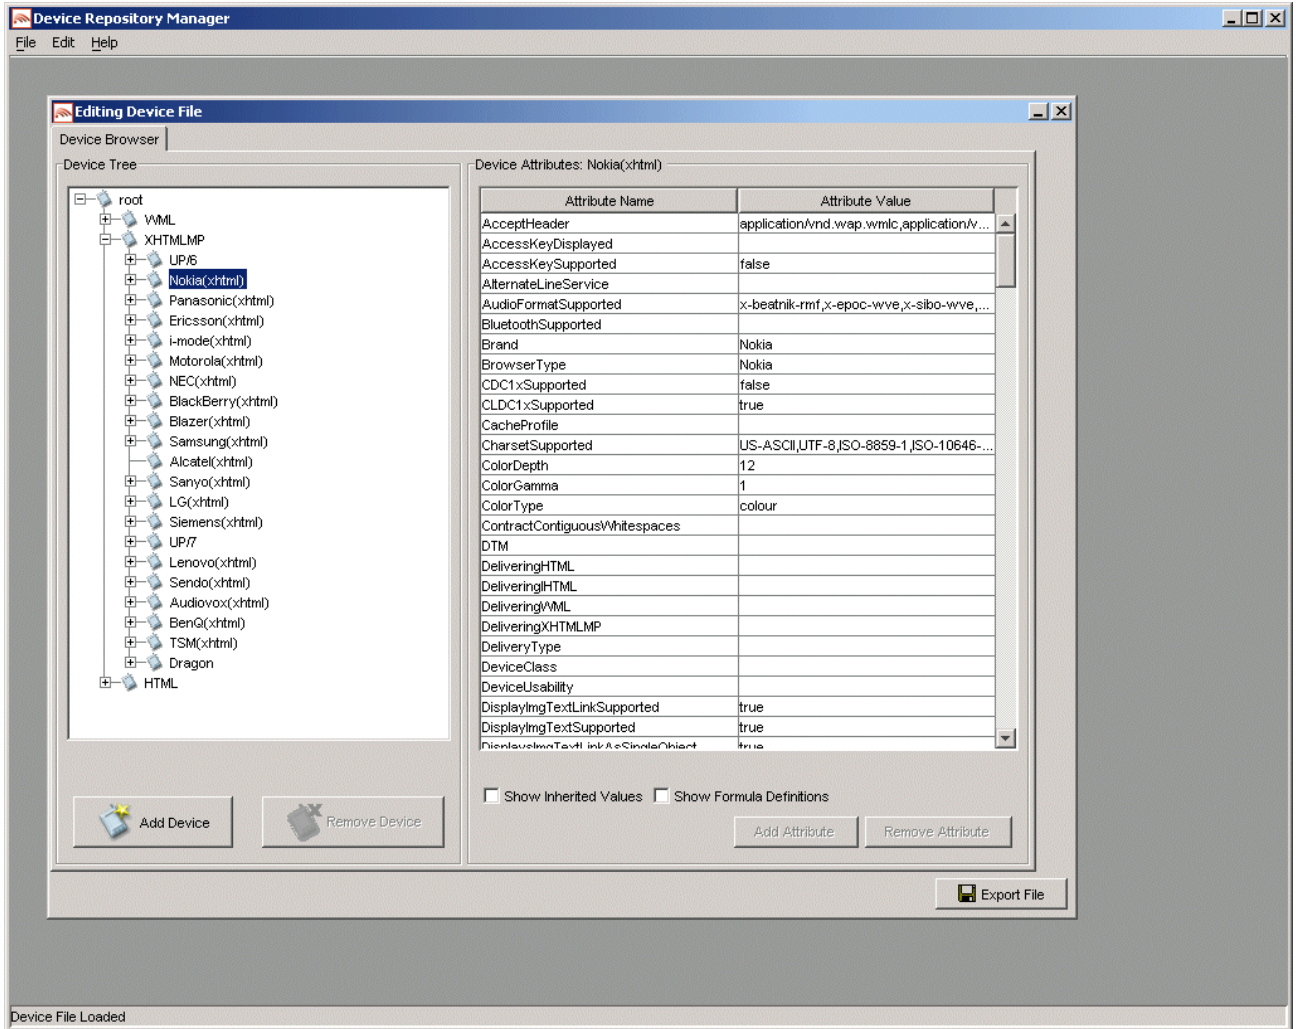 Device Repository Manager
File Edit Help
Editing Device File
Device Browser
Device Tree
root
WML
XHTMLMP
UP/6
Nokia(xhtml)
Panasonic(xhtml)
Ericsson(xhtml)
i-mode(xhtml)
Motorola(xhtml)
NEC(xhtml)
BlackBerry(xhtml)
Blazer(xhtml)
Samsung(xhtml)
Alcatel(xhtml)
Sanyo(xhtml)
LG(xhtml)
Siemens(xhtml)
UP/7
Lenovo(xhtml)
Sendo(xhtml)
Audiovox(xhtml)
BenQ(xhtml)
TSM(xhtml)
Dragon
HTML
Add Device Remove Device
Device Attributes: Nokia(xhtml)
Attribute Name Attribute Value
AcceptHeader application/vnd.wap.wmlc,application/v...
AccessKeyDisplayed
AccessKeySupported false
AlternateLineService
AudioFormatSupported x-beatnik-rmf,x-epoc-wve,x-sibo-wve,...
BluetoothSupported
Brand Nokia
BrowserType Nokia
CDC1xSupported false
CLDC1xSupported true
CacheProfile
CharsetSupported US-ASCII,UTF-8,ISO-8859-1,ISO-10646-...
ColorDepth 12
ColorGamma 1
ColorType colour
ContractContiguousWhitespaces
DTM
DeliveringHTML
DeliveringIHTML
DeliveringWML
DeliveringXHTMLMP
DeliveryType
DeviceClass
DeviceUsability
DisplayImgTextLinkSupported true
DisplayImgTextSupported true
DisplaysImgTextLinkAsSingleObject true
Show Inherited Values Show Formula Definitions
Add Attribute Remove Attribute
Export File
Device File Loaded